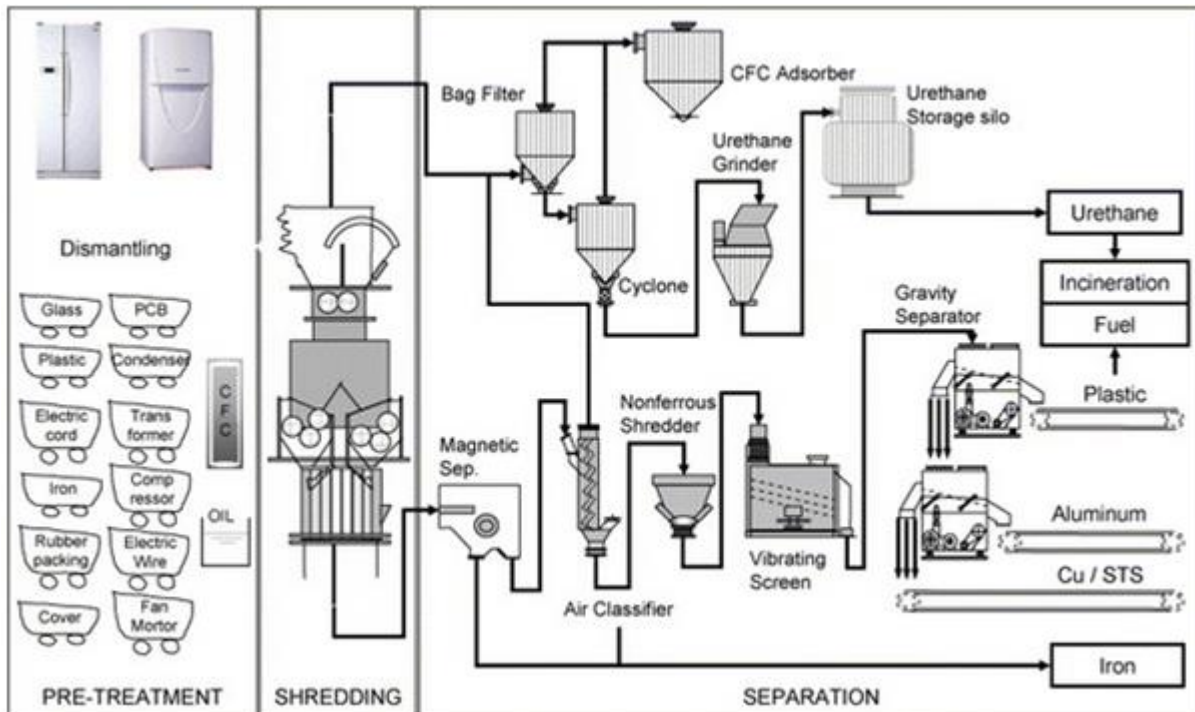 Dismantling
Glass
PCB
Plastic
Condenser
Electric
cord
Trans
former
Iron
Comp
ressor
Rubber
packing
Electric
Wire
Cover
Fan
Mortor
C
F
C
OIL
PRE-TREATMENT
SHREDDING
Bag Filter
CFC Adsorber
Urethane
Storage silo
Urethane
Grinder
Cyclone
Urethane
Incineration
Fuel
Gravity
Separator
Plastic
Nonferrous
Shredder
Magnetic
Sep.
Aluminum
Vibrating
Screen
Cu / STS
Air Classifier
Iron
SEPARATION